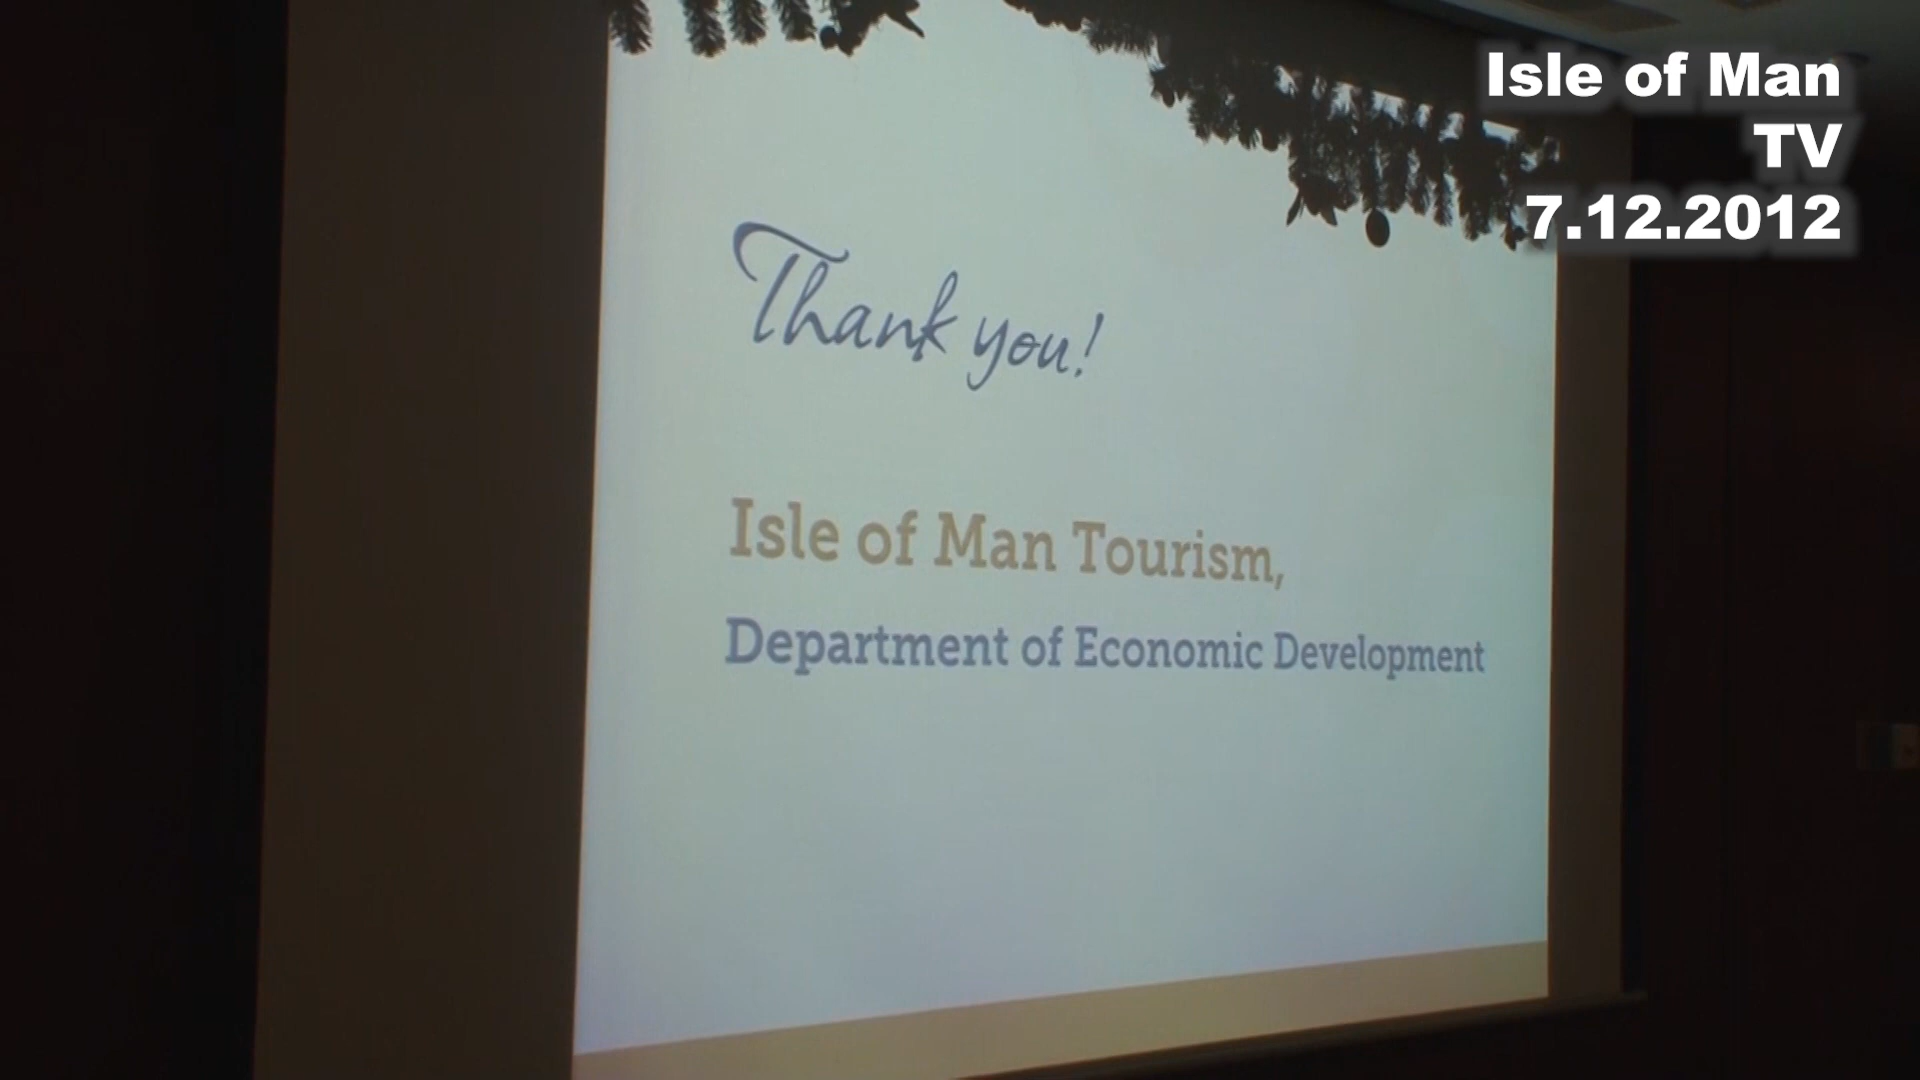 Isle of Man
TV
7.12.2012
Thank you!
Isle of Man Tourism,
Department of Economic Development